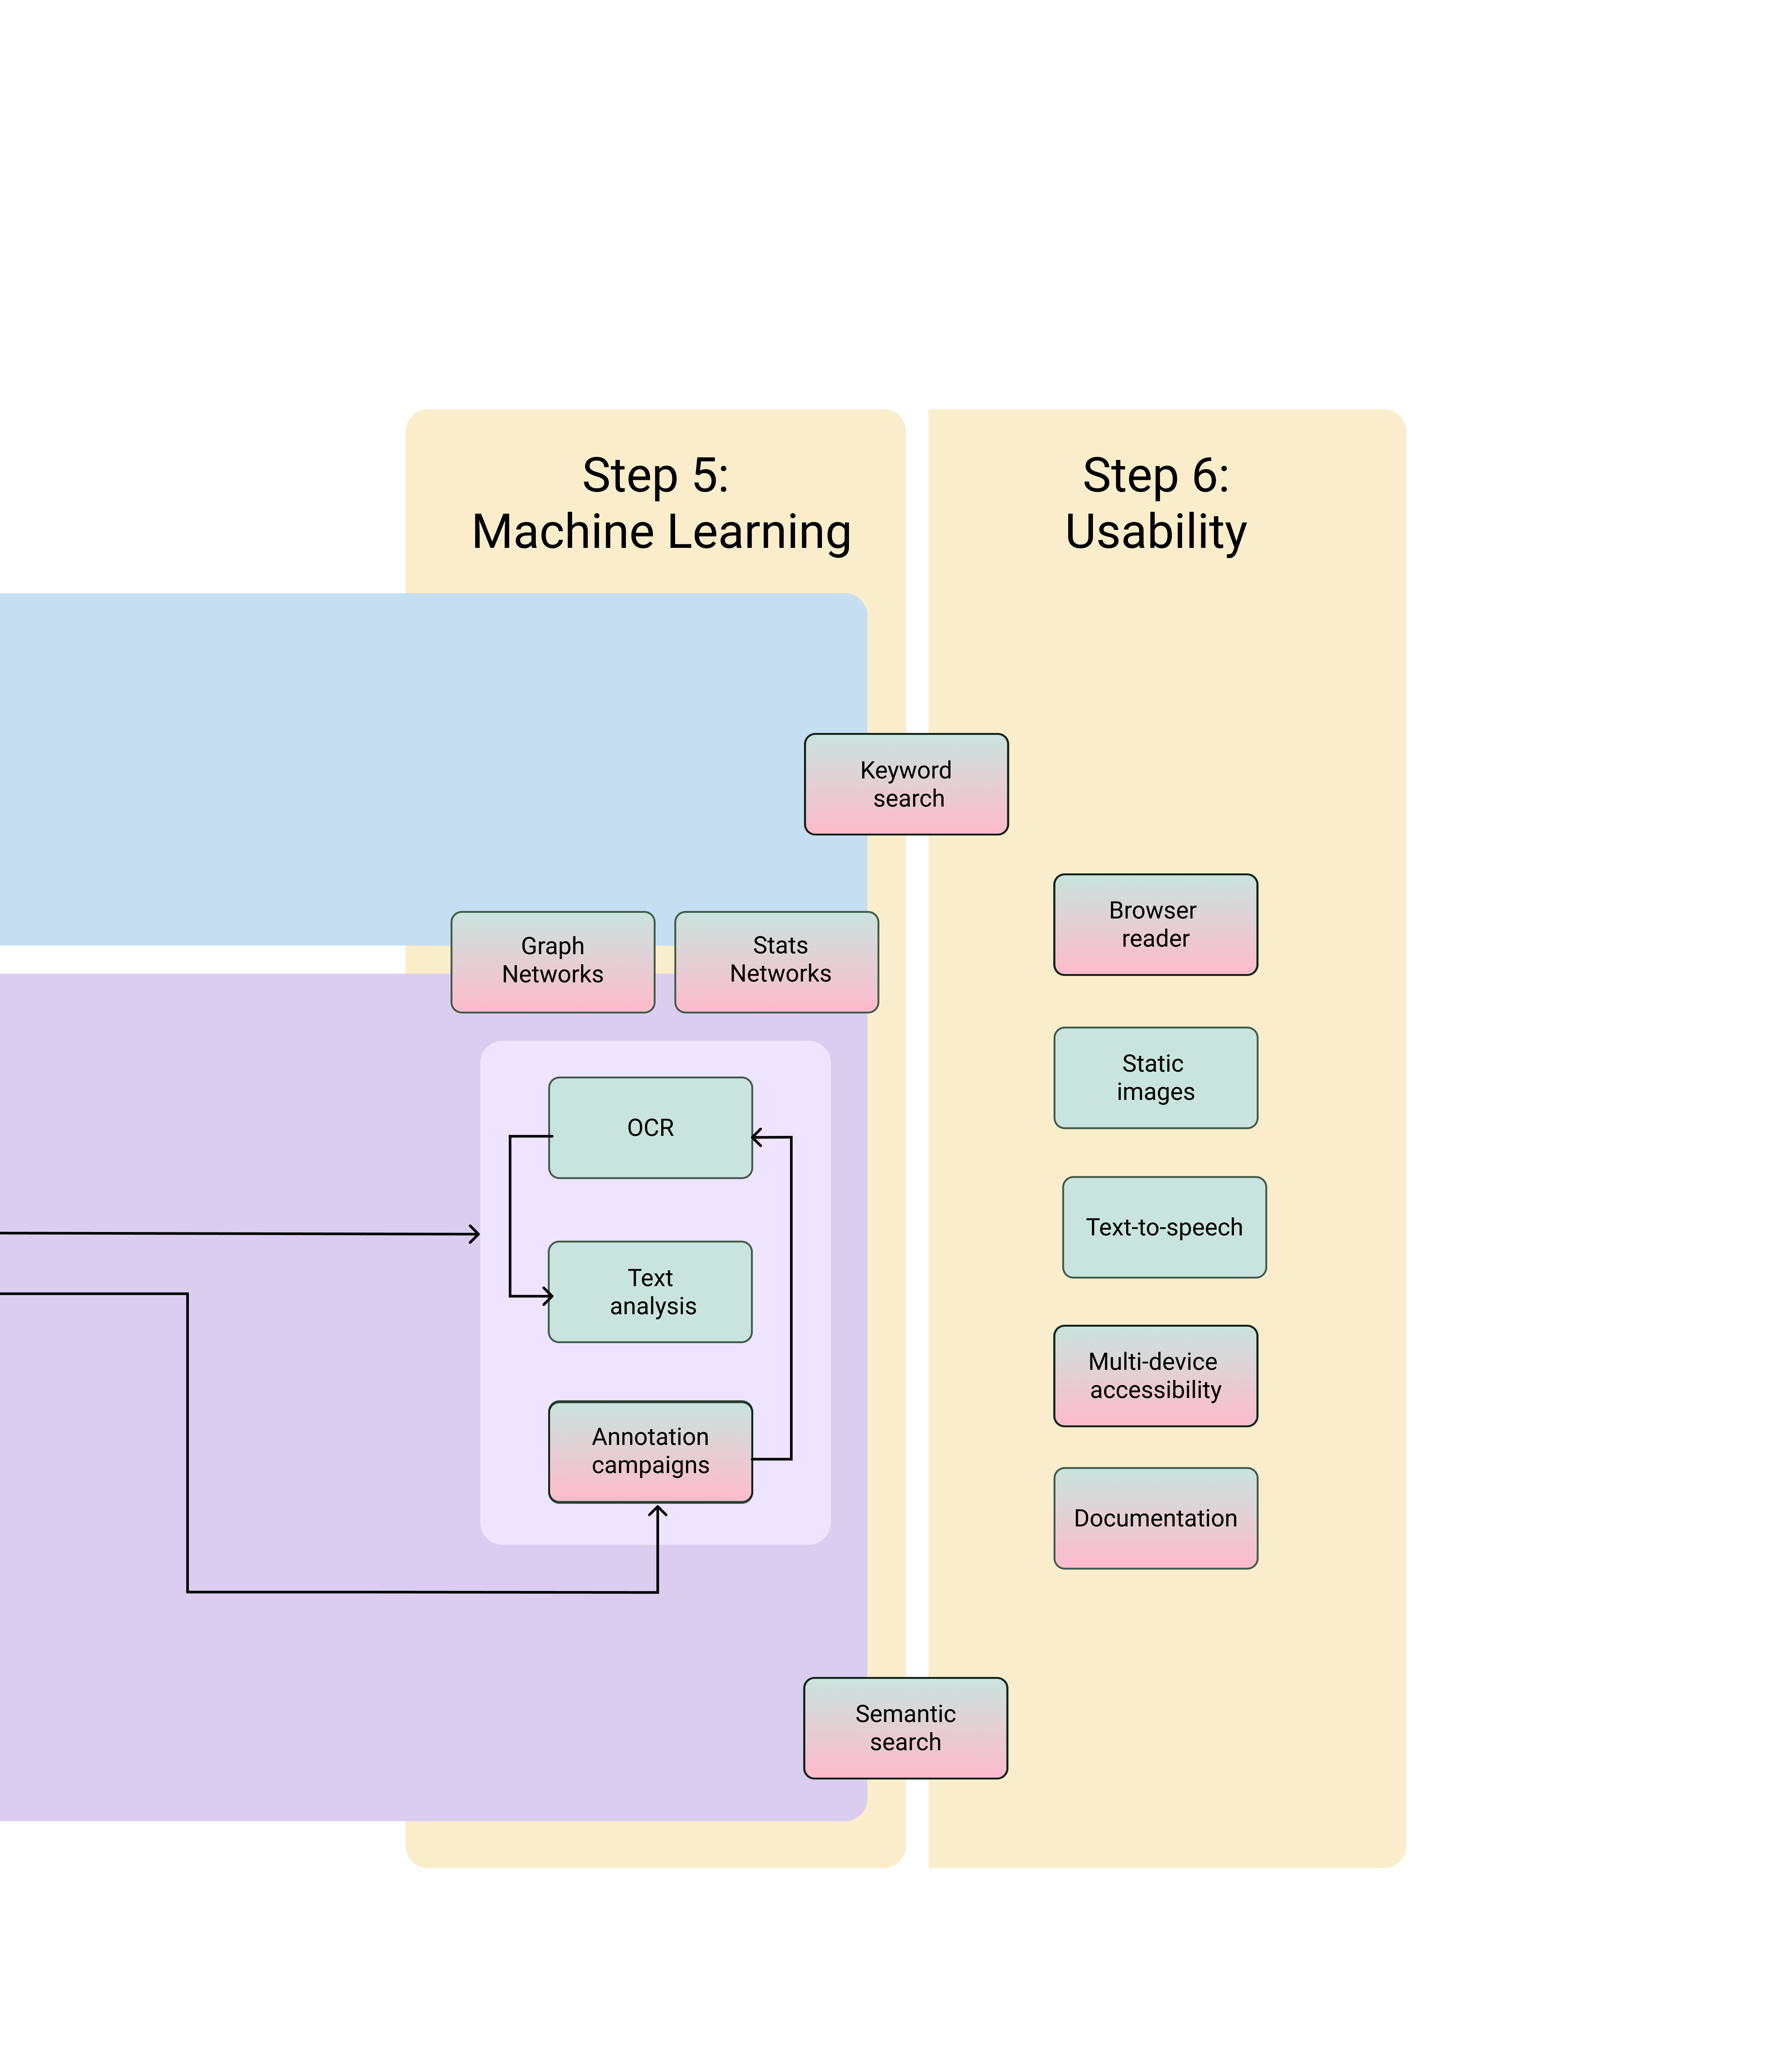 Step 5:
Machine Learning
Step 6:
Usability
Keyword
search
Graph
Networks
Stats
Networks
OCR
Text
analysis
Annotation
campaigns
Semantic
search
Browser
reader
Static
images
Text-to-speech
Multi-device
accessibility
Documentation